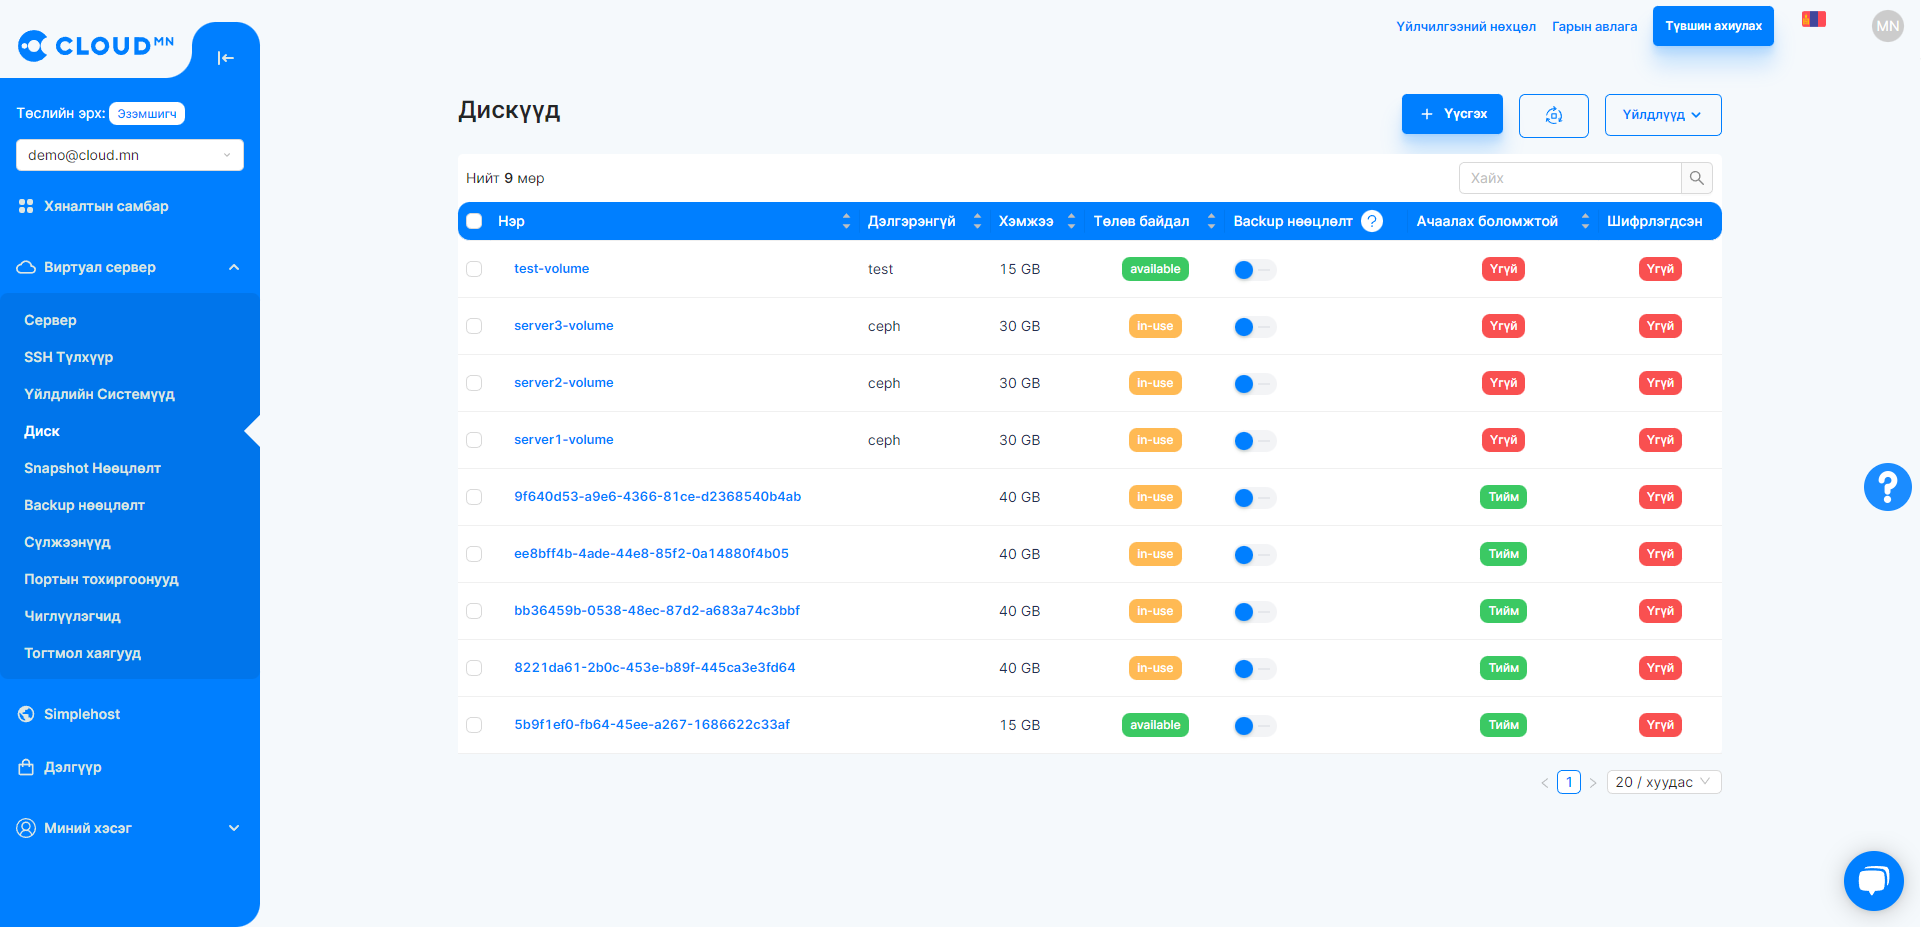 CLOUD MN
Төслийн эрх: Эзэмшигч
demo@cloud.mn
Хяналтын самбар
Виртуал сервер
Сервер
SSH Түлхүүр
Үйлдлийн Системүүд
Диск
Snapshot Нөөцлөлт
Backup нөөцлөлт
Сүлжээнүүд
Портын тохиргоонууд
Чиглүүлэгчид
Тогтмол хаягууд
Simplehost
Дэлгүүр
Миний хэсэг
Үйлчилгээний нөхцөл Гарын авлага Түвшин ахиулах MN
Дискүүд
+ Үүсгэх Үйлдлүүд
Нийт 9 мөр Хайх
Нэр Дэлгэрэнгүй Хэмжээ Төлөв байдал Backup нөөцлөлт ? Ачаалах боломжтой Шифрлэгдсэн
test-volume test 15 GB available Үгүй Үгүй
server3-volume ceph 30 GB in-use Үгүй Үгүй
server2-volume ceph 30 GB in-use Үгүй Үгүй
server1-volume ceph 30 GB in-use Үгүй Үгүй
9f640d53-a9e6-4366-81ce-d2368540b4ab 40 GB in-use Тийм Үгүй
ee8bff4b-4ade-44e8-85f2-0a14880f4b05 40 GB in-use Тийм Үгүй
bb36459b-0538-48ec-87d2-a683a74c3bbf 40 GB in-use Тийм Үгүй
8221da61-2b0c-453e-b89f-445ca3e3fd64 40 GB in-use Тийм Үгүй
5b9f1ef0-fb64-45ee-a267-1686622c33af 15 GB available Тийм Үгүй
< 1 > 20 / хуудас
?